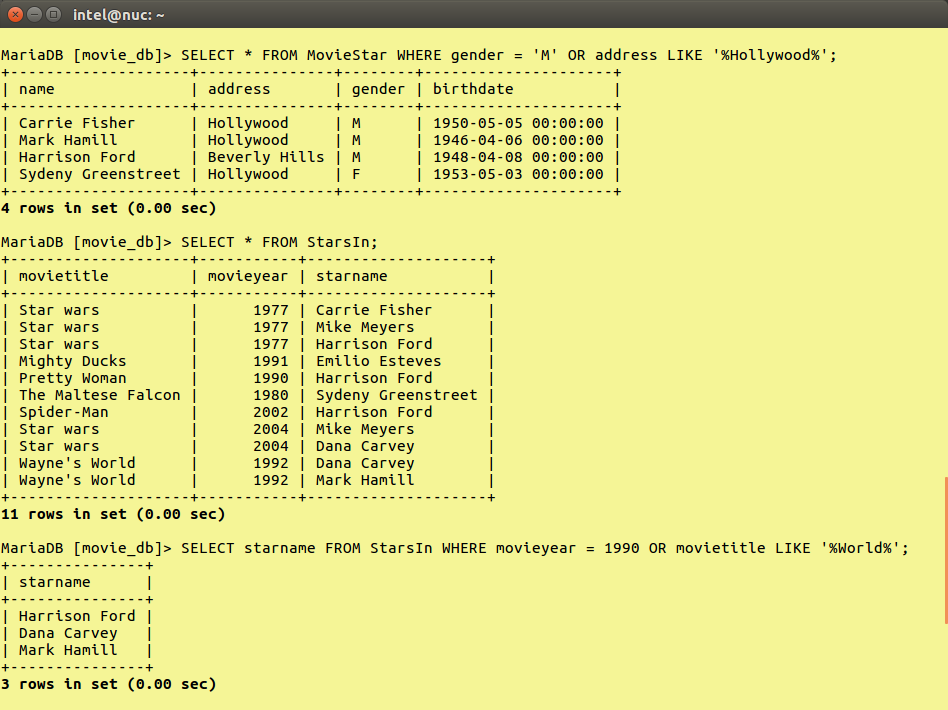 intel@nuc: ~
MariaDB [movie_db]> SELECT * FROM MovieStar WHERE gender = 'M' OR address LIKE '%Hollywood%';
+--------------------+---------------+--------+---------------------+
| name               | address       | gender | birthdate           |
+--------------------+---------------+--------+---------------------+
| Carrie Fisher      | Hollywood     | M      | 1950-05-05 00:00:00 |
| Mark Hamill        | Hollywood     | M      | 1946-04-06 00:00:00 |
| Harrison Ford      | Beverly Hills | M      | 1948-04-08 00:00:00 |
| Sydeny Greenstreet | Hollywood     | F      | 1953-05-03 00:00:00 |
+--------------------+---------------+--------+---------------------+
4 rows in set (0.00 sec)
MariaDB [movie_db]> SELECT * FROM StarsIn;
+--------------------+-----------+--------------------+
| movietitle         | movieyear | starname           |
+--------------------+-----------+--------------------+
| Star wars          |      1977 | Carrie Fisher      |
| Star wars          |      1977 | Mike Meyers        |
| Star wars          |      1977 | Harrison Ford      |
| Mighty Ducks       |      1991 | Emilio Esteves     |
| Pretty Woman       |      1990 | Harrison Ford      |
| The Maltese Falcon |      1980 | Sydeny Greenstreet |
| Spider-Man         |      2002 | Harrison Ford      |
| Star wars          |      2004 | Mike Meyers        |
| Star wars          |      2004 | Dana Carvey        |
| Wayne's World      |      1992 | Dana Carvey        |
| Wayne's World      |      1992 | Mark Hamill        |
+--------------------+-----------+--------------------+
11 rows in set (0.00 sec)
MariaDB [movie_db]> SELECT starname FROM StarsIn WHERE movieyear = 1990 OR movietitle LIKE '%World%';
+---------------+
| starname      |
+---------------+
| Harrison Ford |
| Dana Carvey   |
| Mark Hamill   |
+---------------+
3 rows in set (0.00 sec)